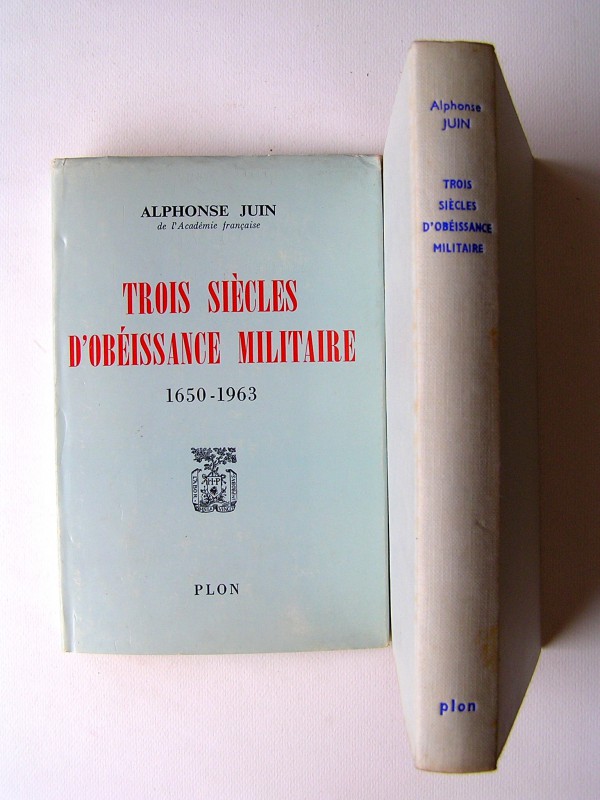 ALPHONSE JUIN
de l'Académie française
TROIS SIÈCLES
D'OBÉISSANCE MILITAIRE
1650-1963
H·P
PLON
Alphonse
JUIN
TROIS
SIÈCLES
D'OBÉISSANCE
MILITAIRE
plon